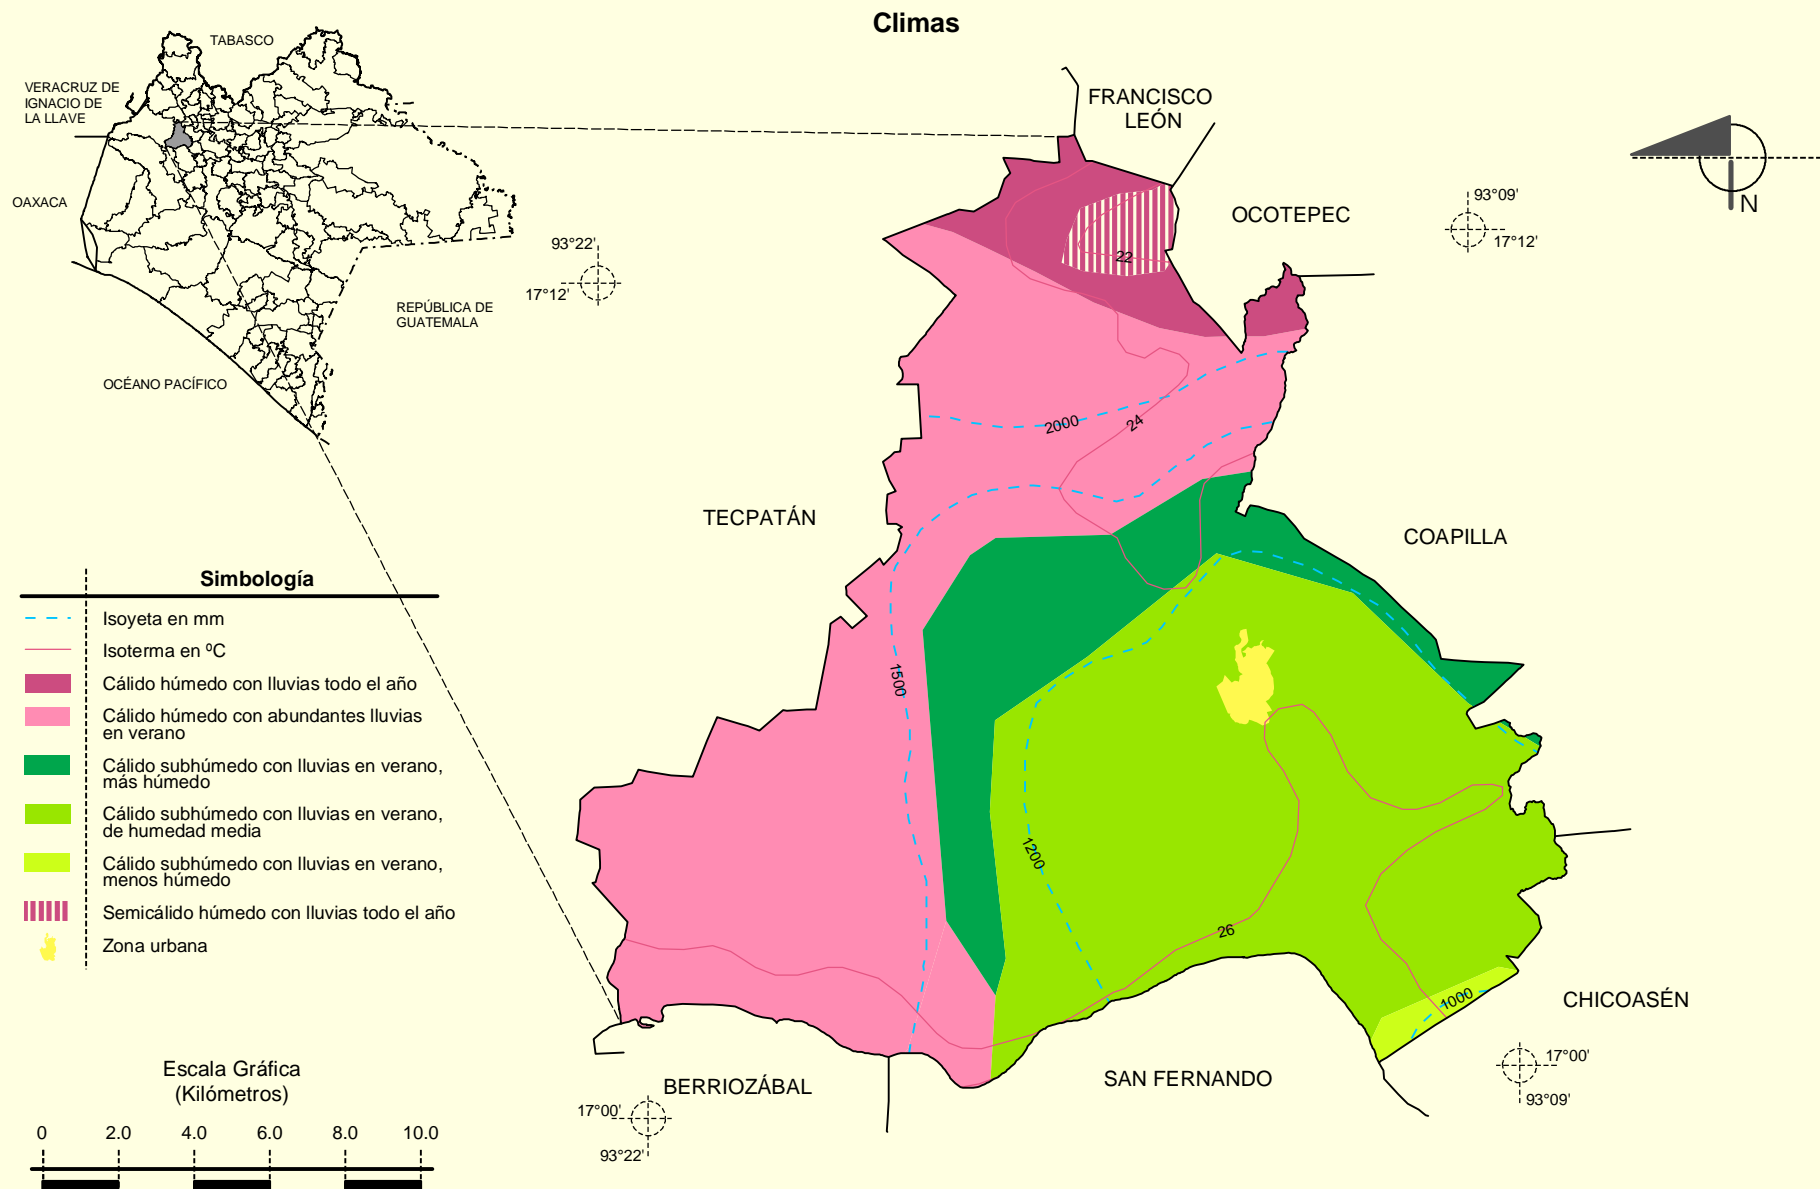 Climas
TABASCO
VERACRUZ DE
IGNACIO DE
LA LLAVE
OAXACA
REPÚBLICA DE
GUATEMALA
OCÉANO PACÍFICO
93°22'
17°12'
FRANCISCO
LEÓN
OCOTEPEC
93°09'
17°12'
N
22
2000
24
TECPATÁN
COAPILLA
1500
1200
26
1000
CHICOASÉN
SAN FERNANDO
BERRIOZÁBAL
17°00'
93°09'
17°00'
93°22'
Simbología
Isoyeta en mm
Isoterma en ºC
Cálido húmedo con lluvias todo el año
Cálido húmedo con abundantes lluvias
en verano
Cálido subhúmedo con lluvias en verano,
más húmedo
Cálido subhúmedo con lluvias en verano,
de humedad media
Cálido subhúmedo con lluvias en verano,
menos húmedo
Semicálido húmedo con lluvias todo el año
Zona urbana
Escala Gráfica
(Kilómetros)
0 2.0 4.0 6.0 8.0 10.0